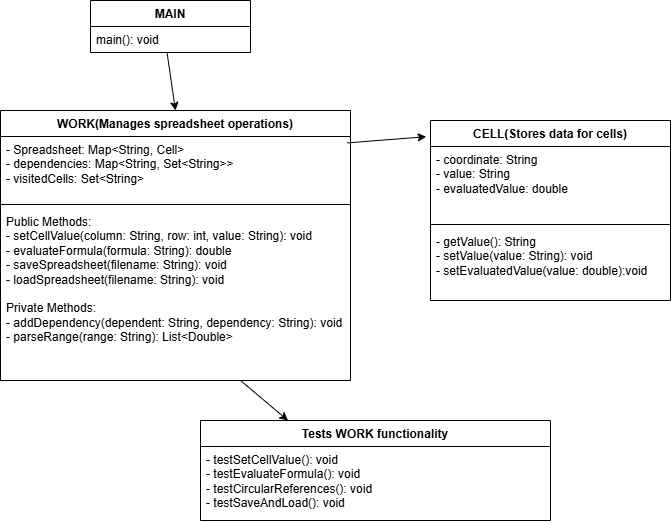 MAIN
main(): void
WORK(Manages spreadsheet operations)
- Spreadsheet: Map<String, Cell>
- dependencies: Map<String, Set<String>>
- visitedCells: Set<String>
Public Methods:
- setCellValue(column: String, row: int, value: String): void
- evaluateFormula(formula: String): double
- saveSpreadsheet(filename: String): void
- loadSpreadsheet(filename: String): void
Private Methods:
- addDependency(dependent: String, dependency: String): void
- parseRange(range: String): List<Double>
CELL(Stores data for cells)
- coordinate: String
- value: String
- evaluatedValue: double
- getValue(): String
- setValue(value: String): void
- setEvaluatedValue(value: double):void
Tests WORK functionality
- testSetCellValue(): void
- testEvaluateFormula(): void
- testCircularReferences(): void
- testSaveAndLoad(): void